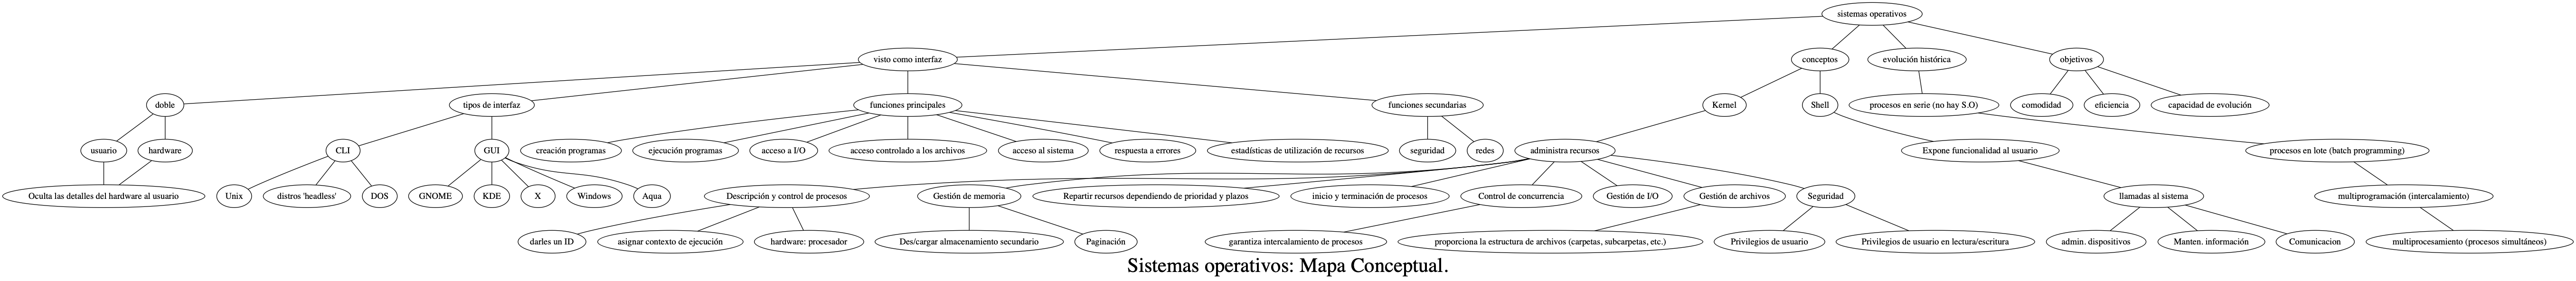 sistemas operativos
visto como interfaz
conceptos
evolución histórica
objetivos
doble
tipos de interfaz
funciones principales
funciones secundarias
Kernel
Shell
procesos en serie (no hay S.O)
comodidad
eficiencia
capacidad de evolución
usuario
hardware
CLI
GUI
creación programas
ejecución programas
acceso a I/O
acceso controlado a los archivos
acceso al sistema
respuesta a errores
estadísticas de utilización de recursos
seguridad
redes
administra recursos
Expone funcionalidad al usuario
procesos en lote (batch programming)
Oculta las detalles del hardware al usuario
Unix
distros 'headless'
DOS
GNOME
KDE
X
Windows
Aqua
Descripción y control de procesos
Gestión de memoria
Repartir recursos dependiendo de prioridad y plazos
inicio y terminación de procesos
Control de concurrencia
Gestión de I/O
Gestión de archivos
Seguridad
llamadas al sistema
multiprogramación (intercalamiento)
darles un ID
asignar contexto de ejecución
hardware: procesador
Des/cargar almacenamiento secundario
Paginación
garantiza intercalamiento de procesos
proporciona la estructura de archivos (carpetas, subcarpetas, etc.)
Privilegios de usuario
Privilegios de usuario en lectura/escritura
admin. dispositivos
Manten. información
Comunicacion
multiprocesamiento (procesos simultáneos)
Sistemas operativos: Mapa Conceptual.